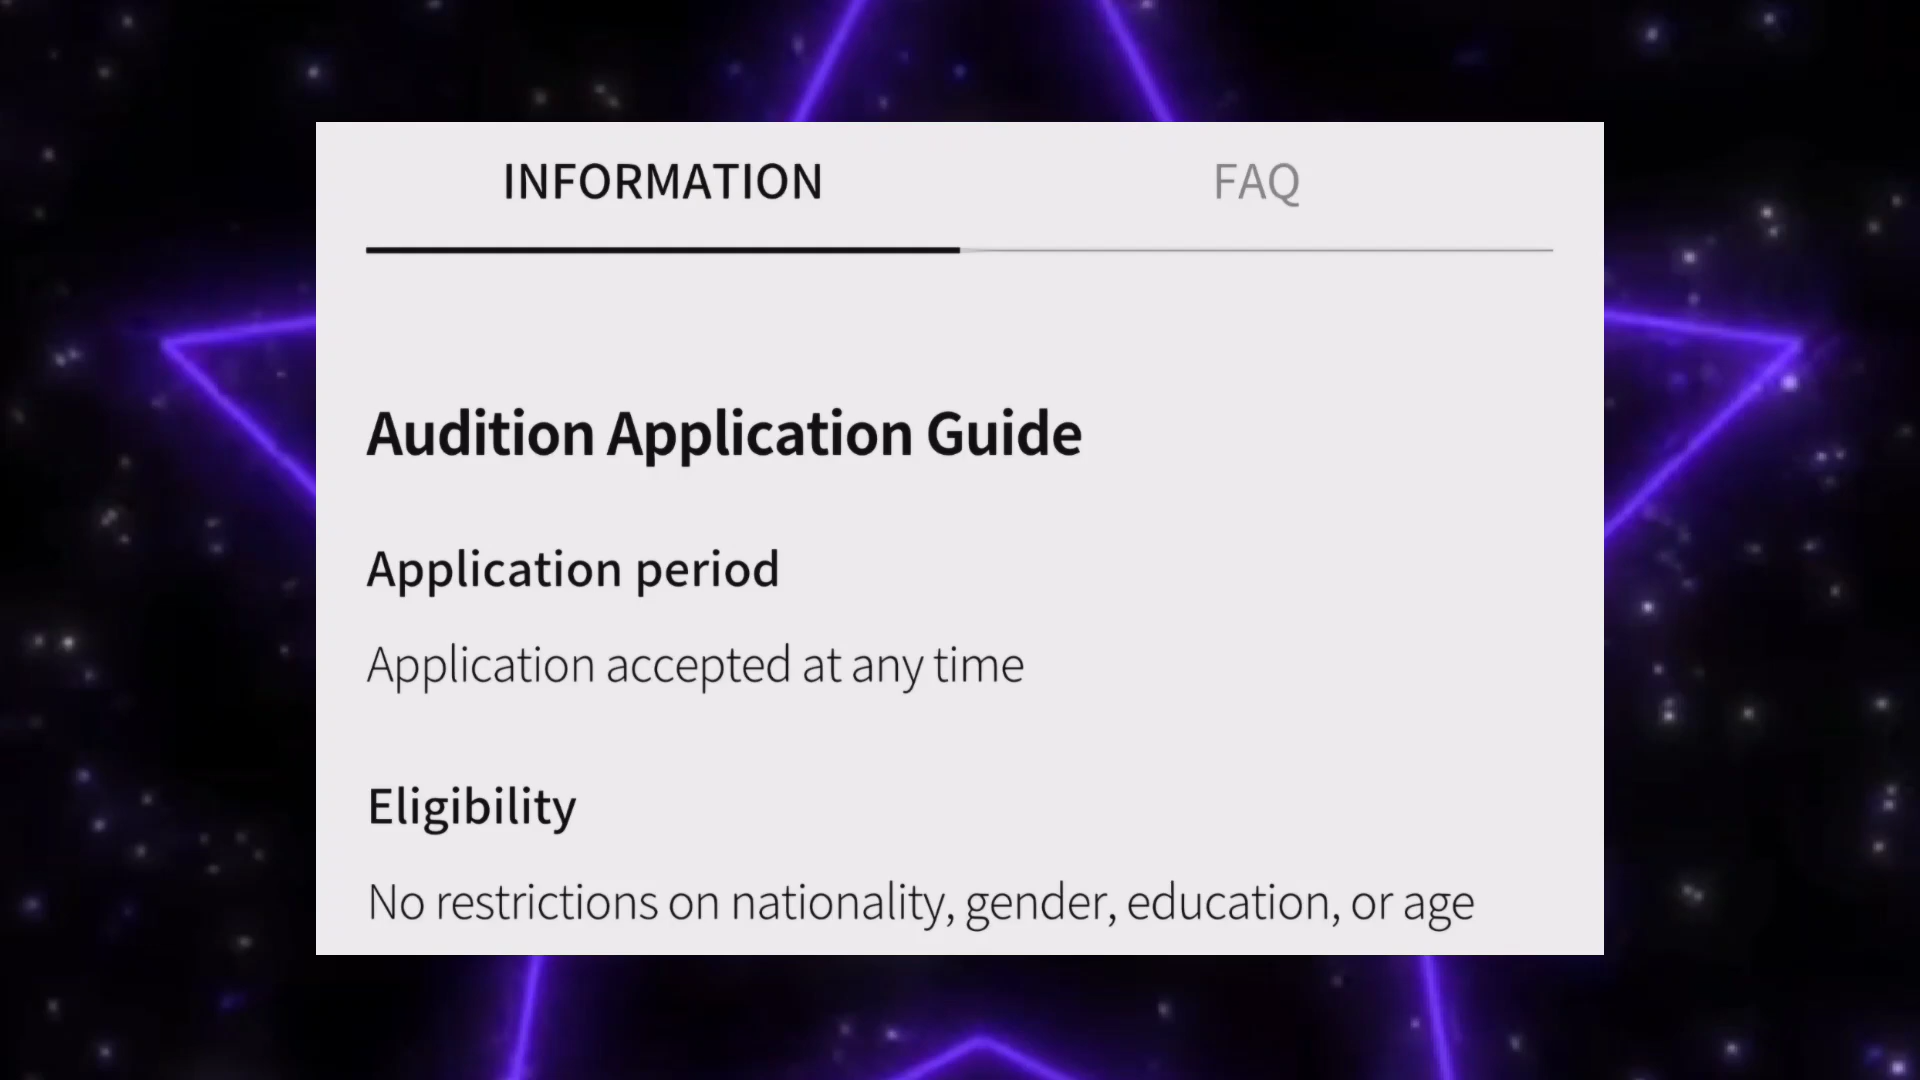 INFORMATION FAQ
Audition Application Guide
Application period
Application accepted at any time
Eligibility
No restrictions on nationality, gender, education, or age